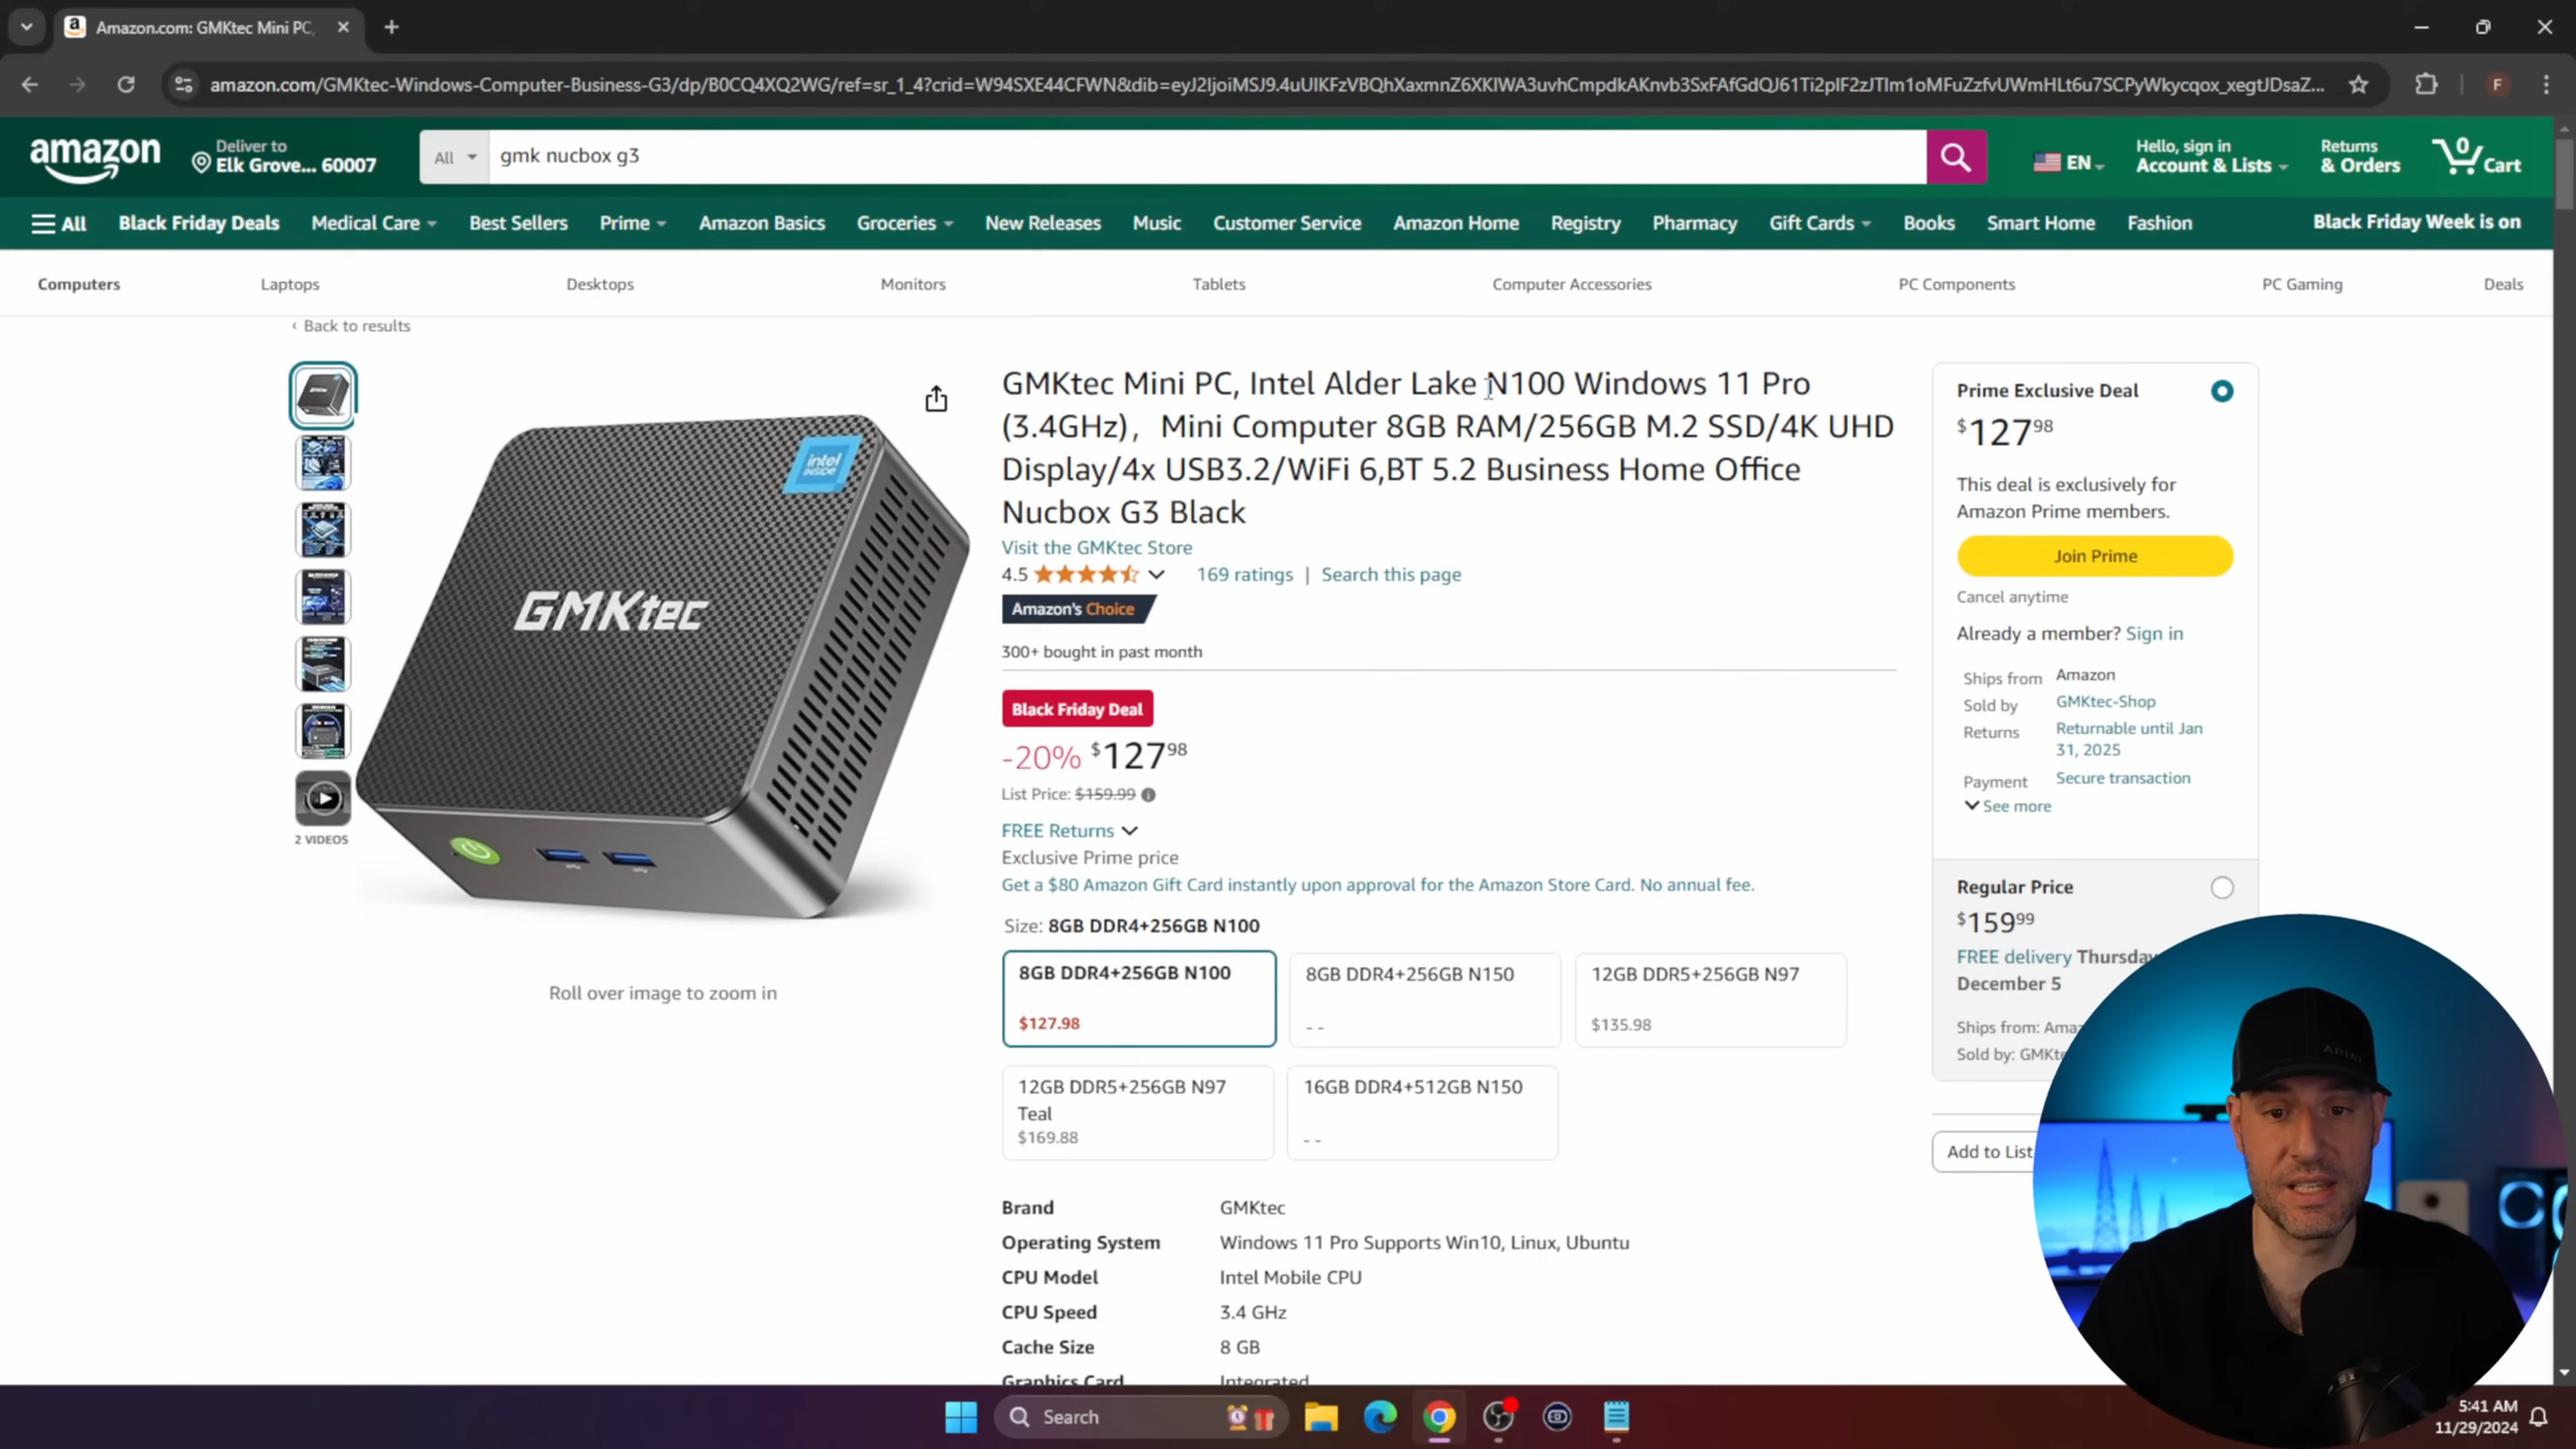 Amazon.com: GMKtec Mini PC,
amazon.com/GMKtec-Windows-Computer-Business-G3/dp/B0CQ4XQ2WG/ref=sr_1_4?crid=W94SXE44CFWN&dib=
amazon
Deliver to
Elk Grove... 60007
All
gmk nucbox g3
EN
Hello, sign in
Account & Lists
Returns
& Orders
0
Cart
All
Black Friday Deals
Medical Care
Best Sellers
Prime
Amazon Basics
Groceries
New Releases
Music
Customer Service
Amazon Home
Registry
Pharmacy
Gift Cards
Books
Smart Home
Fashion
Black Friday Week is on
Computers
Laptops
Desktops
Monitors
Tablets
Computer Accessories
PC Components
PC Gaming
Deals
‹ Back to results
intel
inside
GMKtec
2 VIDEOS
Roll over image to zoom in
GMKtec Mini PC, Intel Alder Lake N100 Windows 11 Pro
(3.4GHz)， Mini Computer 8GB RAM/256GB M.2 SSD/4K UHD
Display/4x USB3.2/WiFi 6,BT 5.2 Business Home Office
Nucbox G3 Black
Visit the GMKtec Store
4.5
169 ratings | Search this page
Amazon's Choice
300+ bought in past month
Black Friday Deal
-20% $127 98
List Price: $159.99
FREE Returns
Exclusive Prime price
Get a $80 Amazon Gift Card instantly upon approval for the Amazon Store Card. No annual fee.
Size: 8GB DDR4+256GB N100
8GB DDR4+256GB N100
$127.98
8GB DDR4+256GB N150
--
12GB DDR5+256GB N97
$135.98
12GB DDR5+256GB N97
Teal
$169.88
16GB DDR4+512GB N150
--
Brand GMKtec
Operating System Windows 11 Pro Supports Win10, Linux, Ubuntu
CPU Model Intel Mobile CPU
CPU Speed 3.4 GHz
Cache Size 8 GB
Graphics Card Integrated
Prime Exclusive Deal
$127 98
This deal is exclusively for
Amazon Prime members.
Join Prime
Cancel anytime
Already a member? Sign in
Ships from Amazon
Sold by GMKtec-Shop
Returns Returnable until Jan
31, 2025
Payment Secure transaction
See more
Regular Price
$159 99
FREE delivery Thursday
December 5
Ships from: Ama
Sold by: GMKte
Add to List
ARIAT
Search
5:41 AM
11/29/2024
F